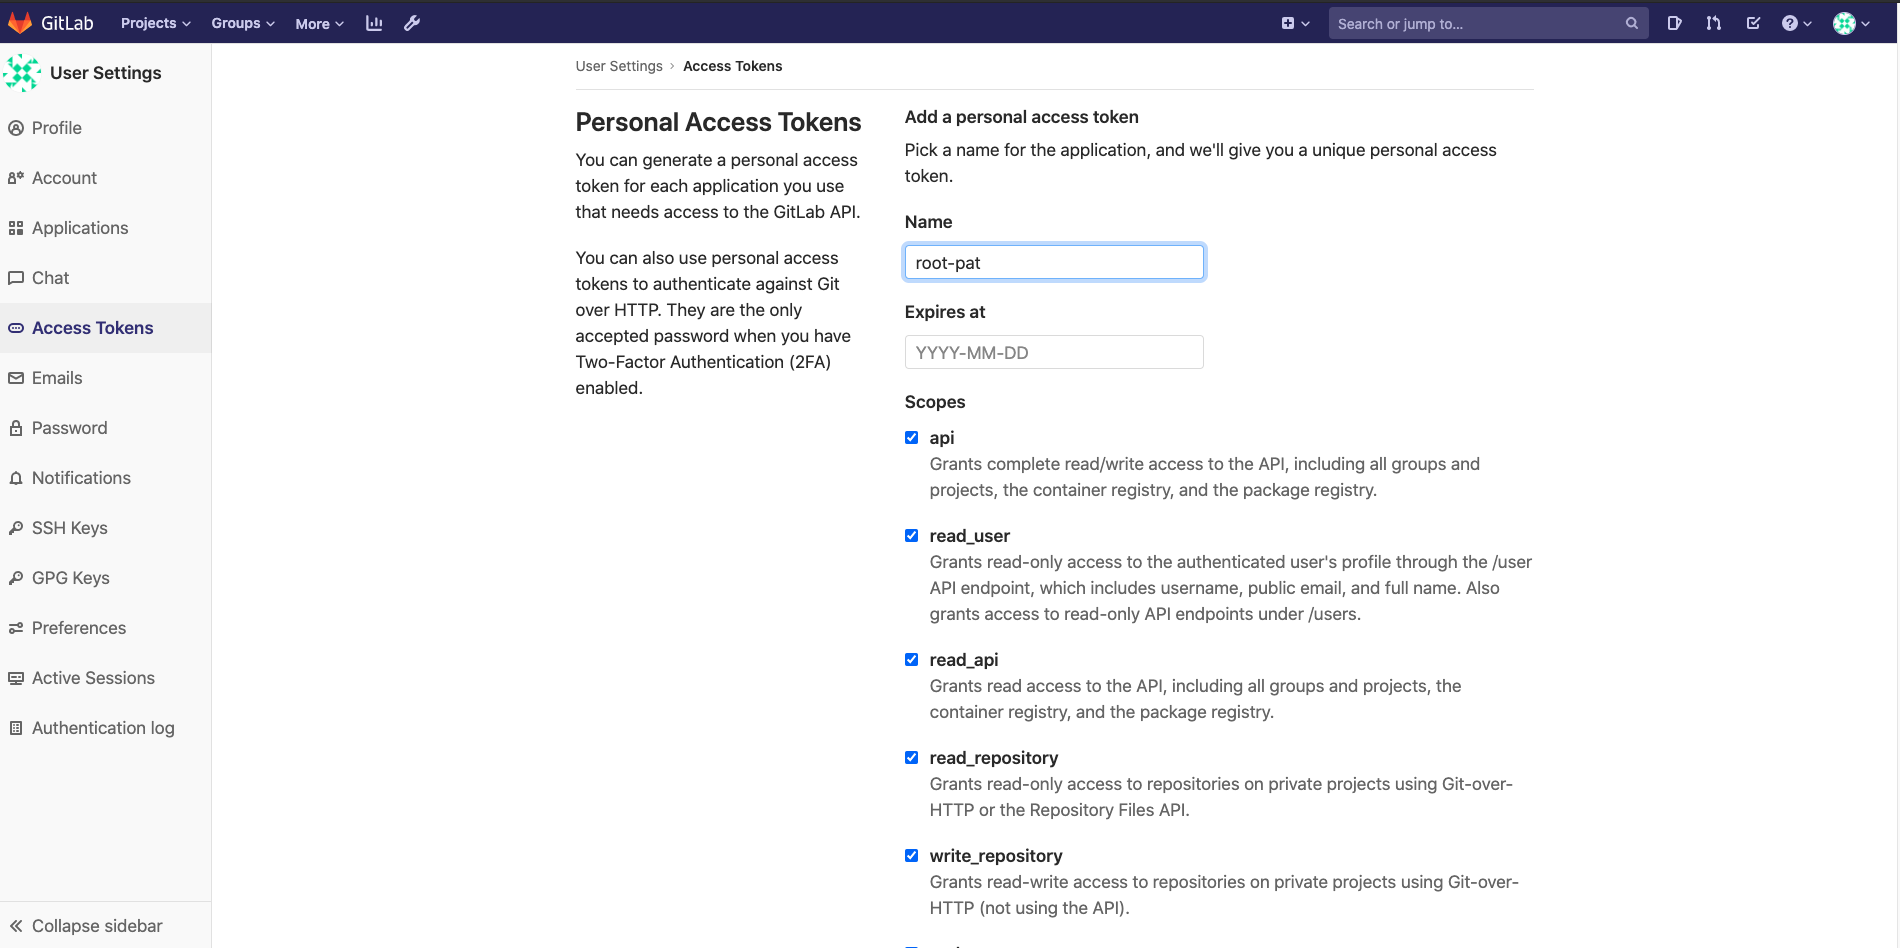 GitLab
Projects
Groups
More
Search or jump to...
User Settings
Profile
Account
Applications
Chat
Access Tokens
Emails
Password
Notifications
SSH Keys
GPG Keys
Preferences
Active Sessions
Authentication log
Collapse sidebar
User Settings › Access Tokens
Personal Access Tokens
You can generate a personal access
token for each application you use
that needs access to the GitLab API.
You can also use personal access
tokens to authenticate against Git
over HTTP. They are the only
accepted password when you have
Two-Factor Authentication (2FA)
enabled.
Add a personal access token
Pick a name for the application, and we'll give you a unique personal access
token.
Name
root-pat
Expires at
YYYY-MM-DD
Scopes
api
Grants complete read/write access to the API, including all groups and
projects, the container registry, and the package registry.
read_user
Grants read-only access to the authenticated user's profile through the /user
API endpoint, which includes username, public email, and full name. Also
grants access to read-only API endpoints under /users.
read_api
Grants read access to the API, including all groups and projects, the
container registry, and the package registry.
read_repository
Grants read-only access to repositories on private projects using Git-over-
HTTP or the Repository Files API.
write_repository
Grants read-write access to repositories on private projects using Git-over-
HTTP (not using the API).